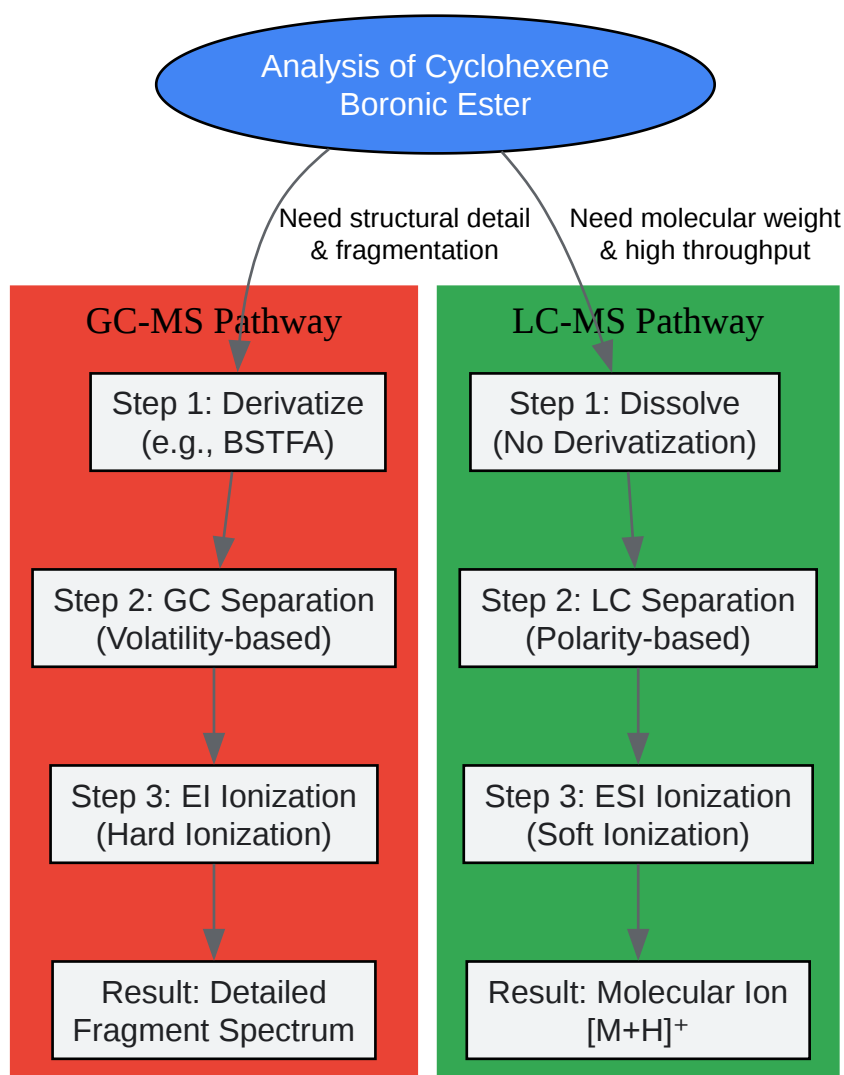 Analysis of Cyclohexene
Boronic Ester
Need structural detail
& fragmentation
Need molecular weight
& high throughput
GC-MS Pathway
Step 1: Derivatize
(e.g., BSTFA)
Step 2: GC Separation
(Volatility-based)
Step 3: EI Ionization
(Hard Ionization)
Result: Detailed
Fragment Spectrum
LC-MS Pathway
Step 1: Dissolve
(No Derivatization)
Step 2: LC Separation
(Polarity-based)
Step 3: ESI Ionization
(Soft Ionization)
Result: Molecular Ion
[M+H]⁺